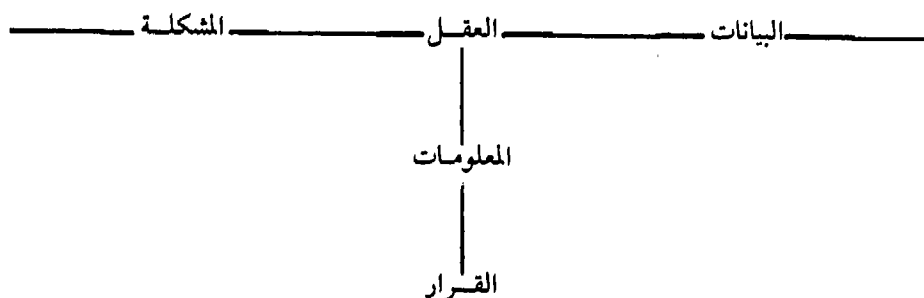 البيانات العقل المشكلة
المعلومات
القرار